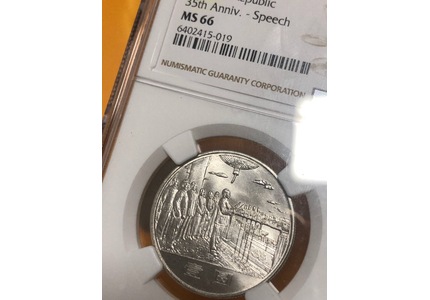 Republic
35th Anniv. - Speech
MS 66
6402415-019
NUMISMATIC GUARANTY CORPORATION